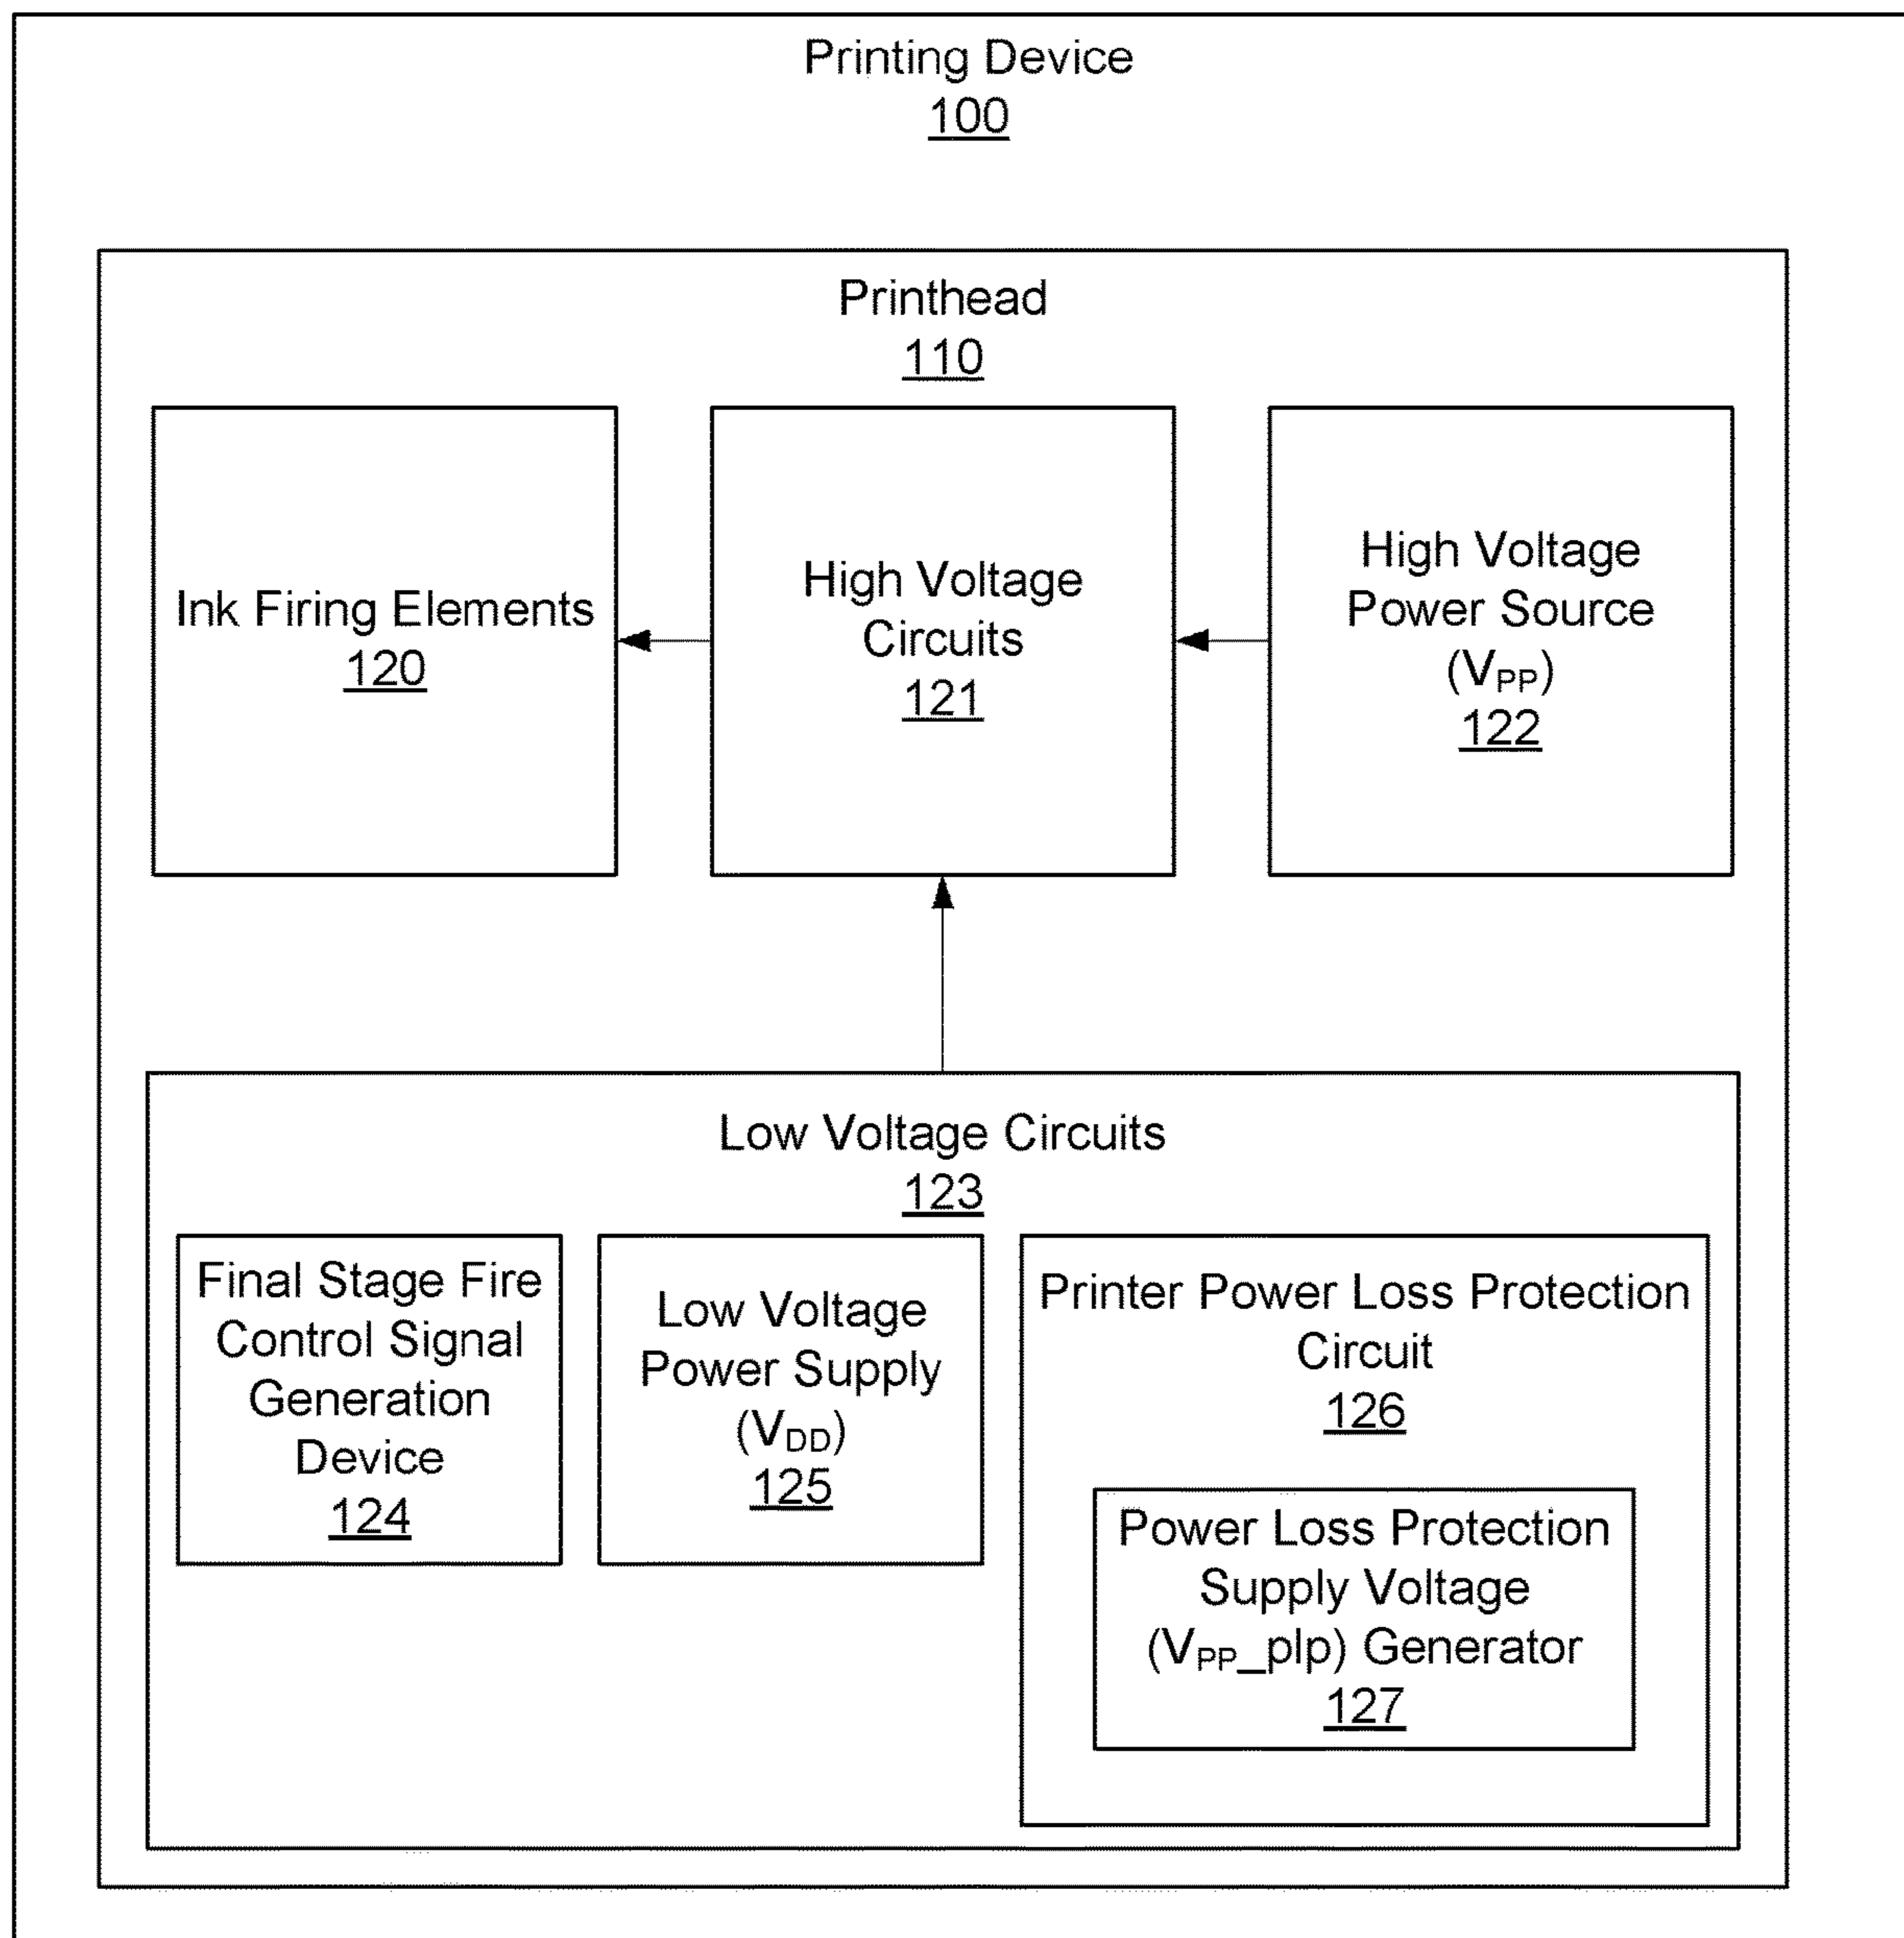 Printing Device
100
Printhead
110
Ink Firing Elements
120
High Voltage
Circuits
121
High Voltage
Power Source
(VPP)
122
Low Voltage Circuits
123
Final Stage Fire
Control Signal
Generation
Device
124
Low Voltage
Power Supply
(VDD)
125
Printer Power Loss Protection
Circuit
126
Power Loss Protection
Supply Voltage
(VPP_plp) Generator
127